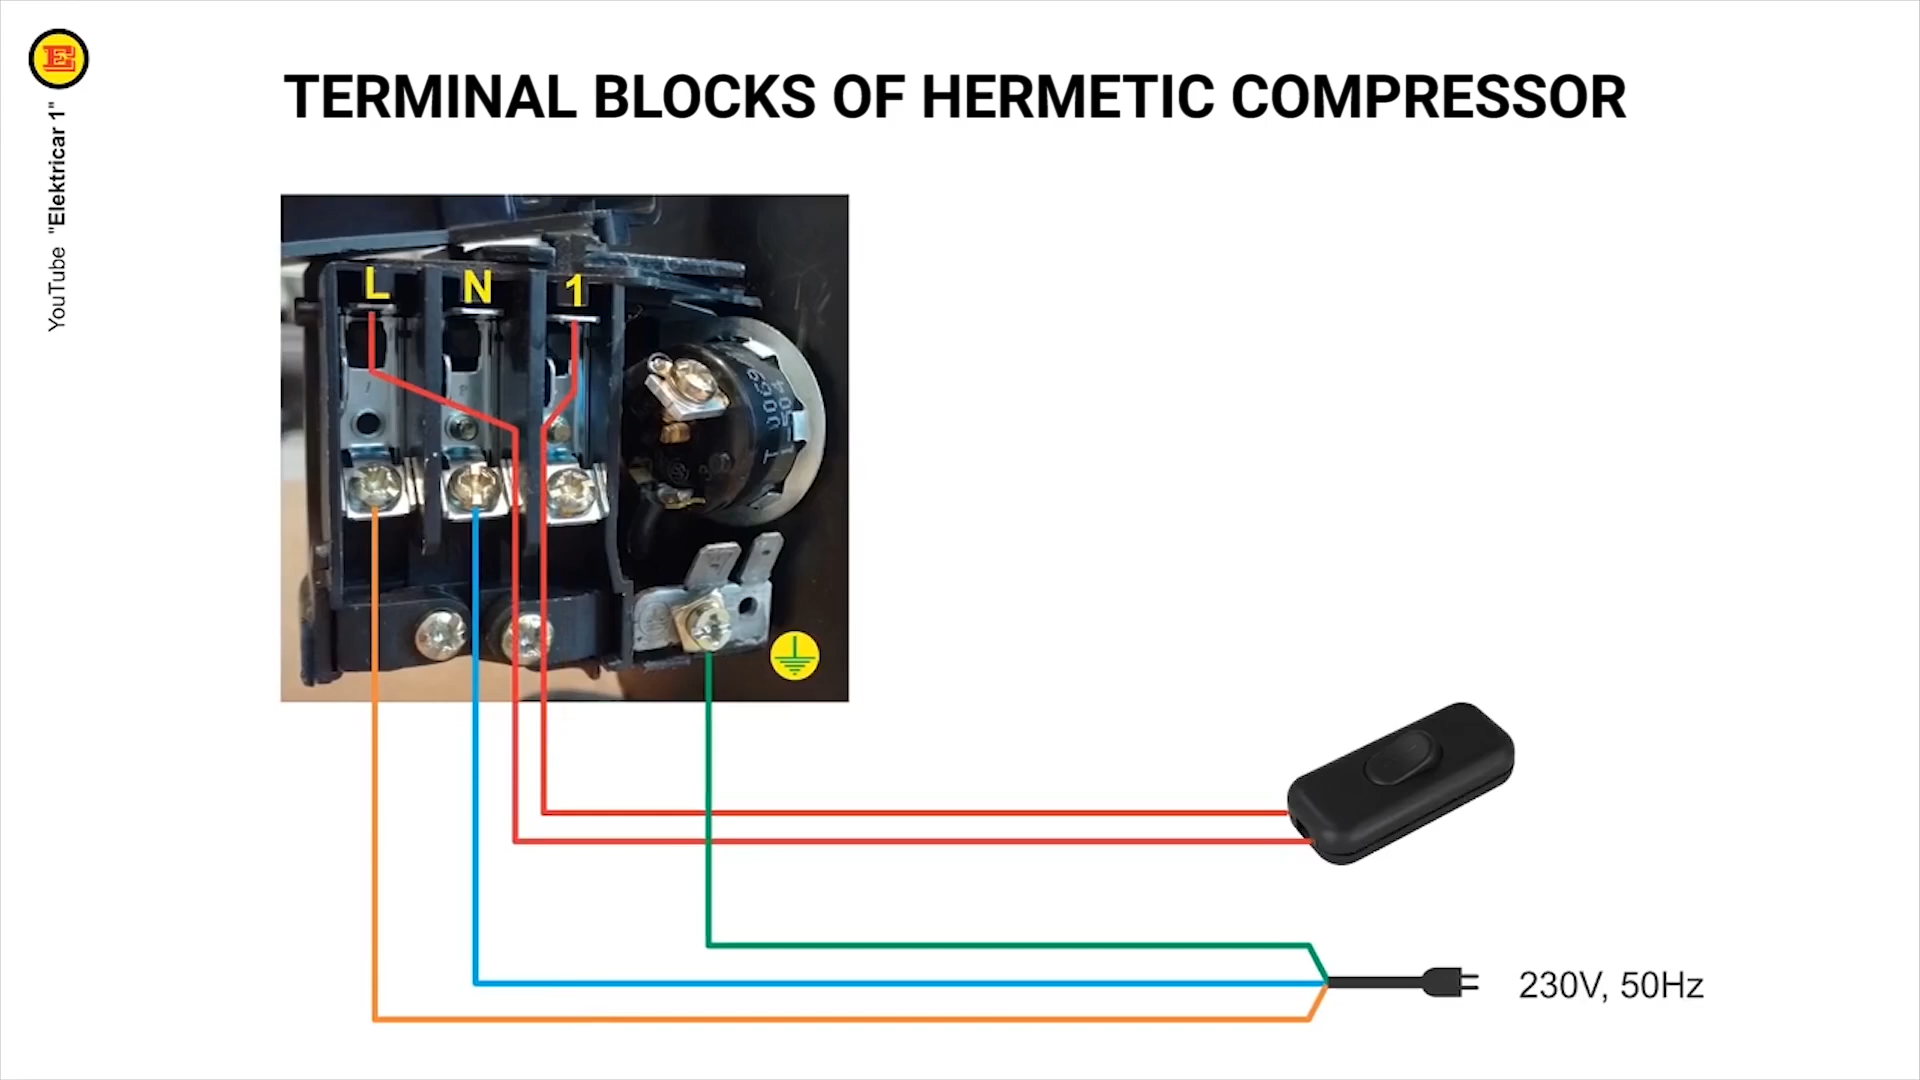 TERMINAL BLOCKS OF HERMETIC COMPRESSOR
YouTube "Elektricar 1"
E
L N 1
230V, 50Hz